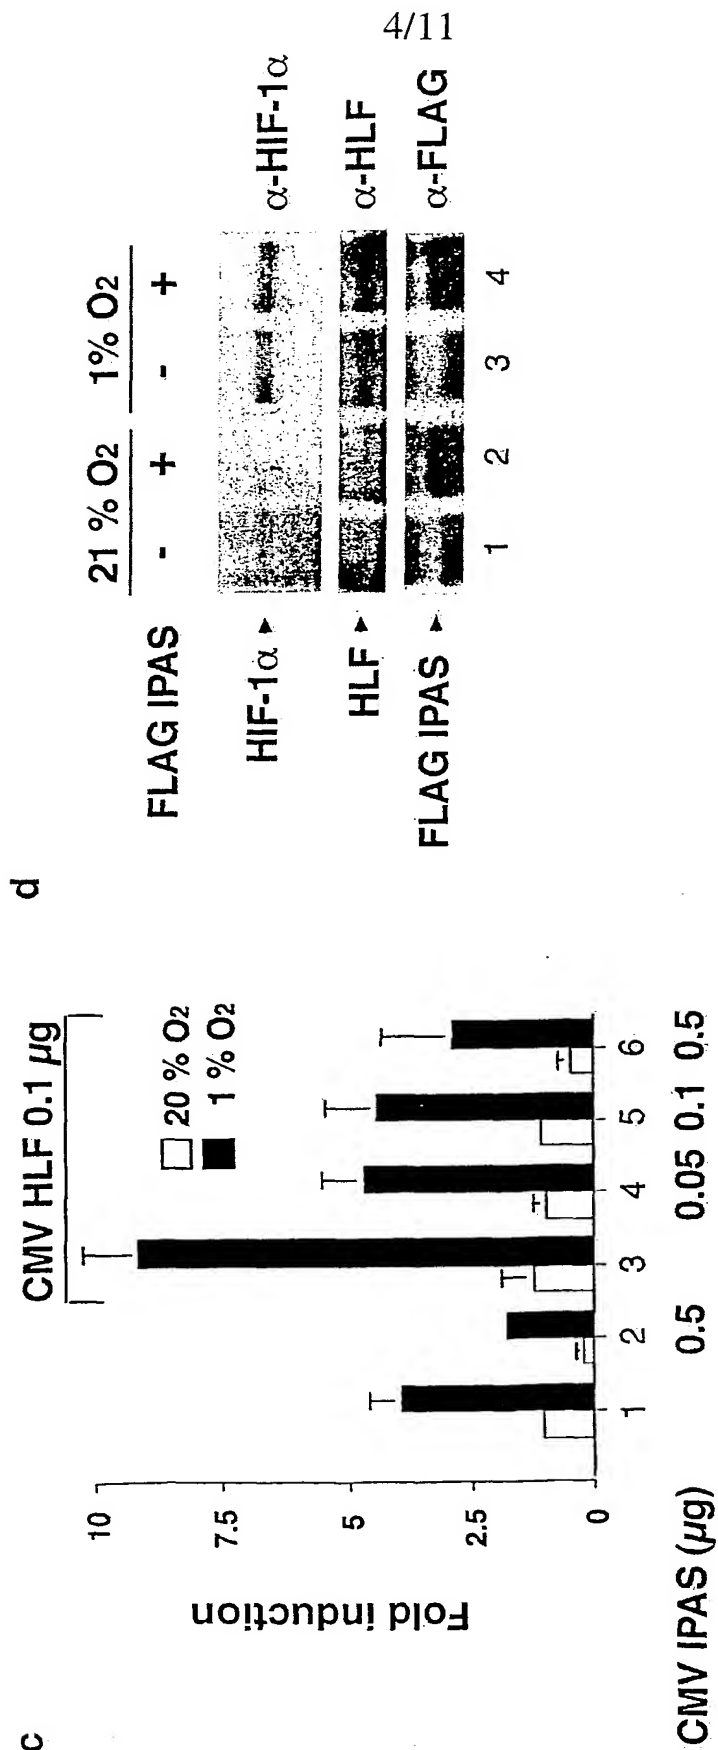 4/11
c
CMV HLF 0.1 µg
20 % O2
1 % O2
Fold induction
10
7.5
5
2.5
0
1 2 3 4 5 6
CMV IPAS (µg) 0.5 0.05 0.1 0.5
d
21 % O2 1% O2
FLAG IPAS - + - +
HIF-1α α-HIF-1α
HLF α-HLF
FLAG IPAS α-FLAG
1 2 3 4